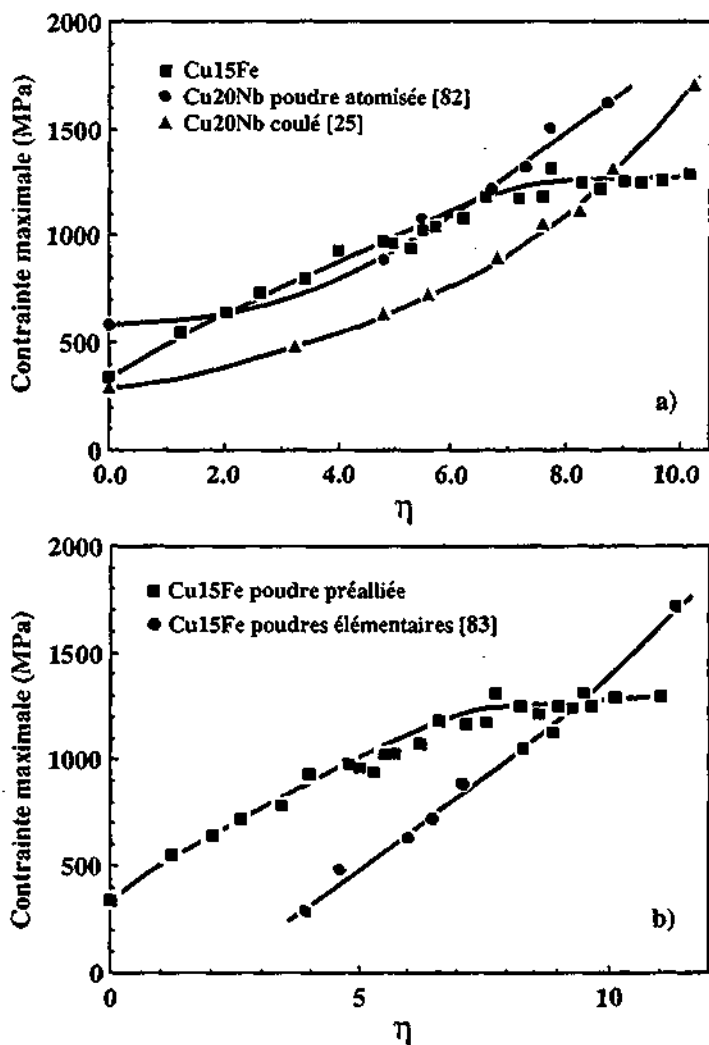 2000
1500
1000
500
0
Contrainte maximale (MPa)
■ Cu15Fe
● Cu20Nb poudre atomisée [82]
▲ Cu20Nb coulé [25]
a)
0.0 2.0 4.0 6.0 8.0 10.0
η
2000
1500
1000
500
0
Contrainte maximale (MPa)
■ Cu15Fe poudre préalliée
● Cu15Fe poudres élémentaires [83]
b)
0 5 10
η